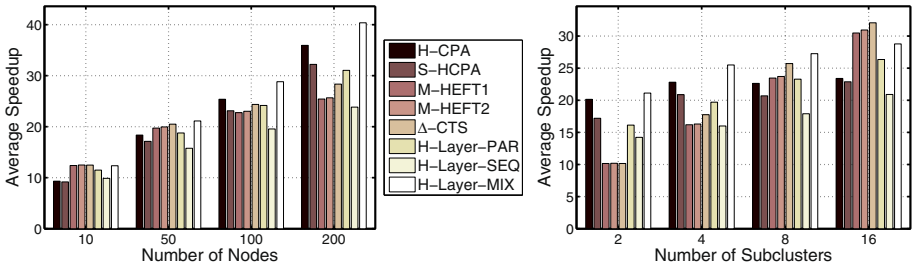 40
30
20
10
0
Average Speedup
10
50
100
200
Number of Nodes
H−CPA
S−HCPA
M−HEFT1
M−HEFT2
Δ−CTS
H−Layer−PAR
H−Layer−SEQ
H−Layer−MIX
30
25
20
15
10
5
0
Average Speedup
2
4
8
16
Number of Subclusters